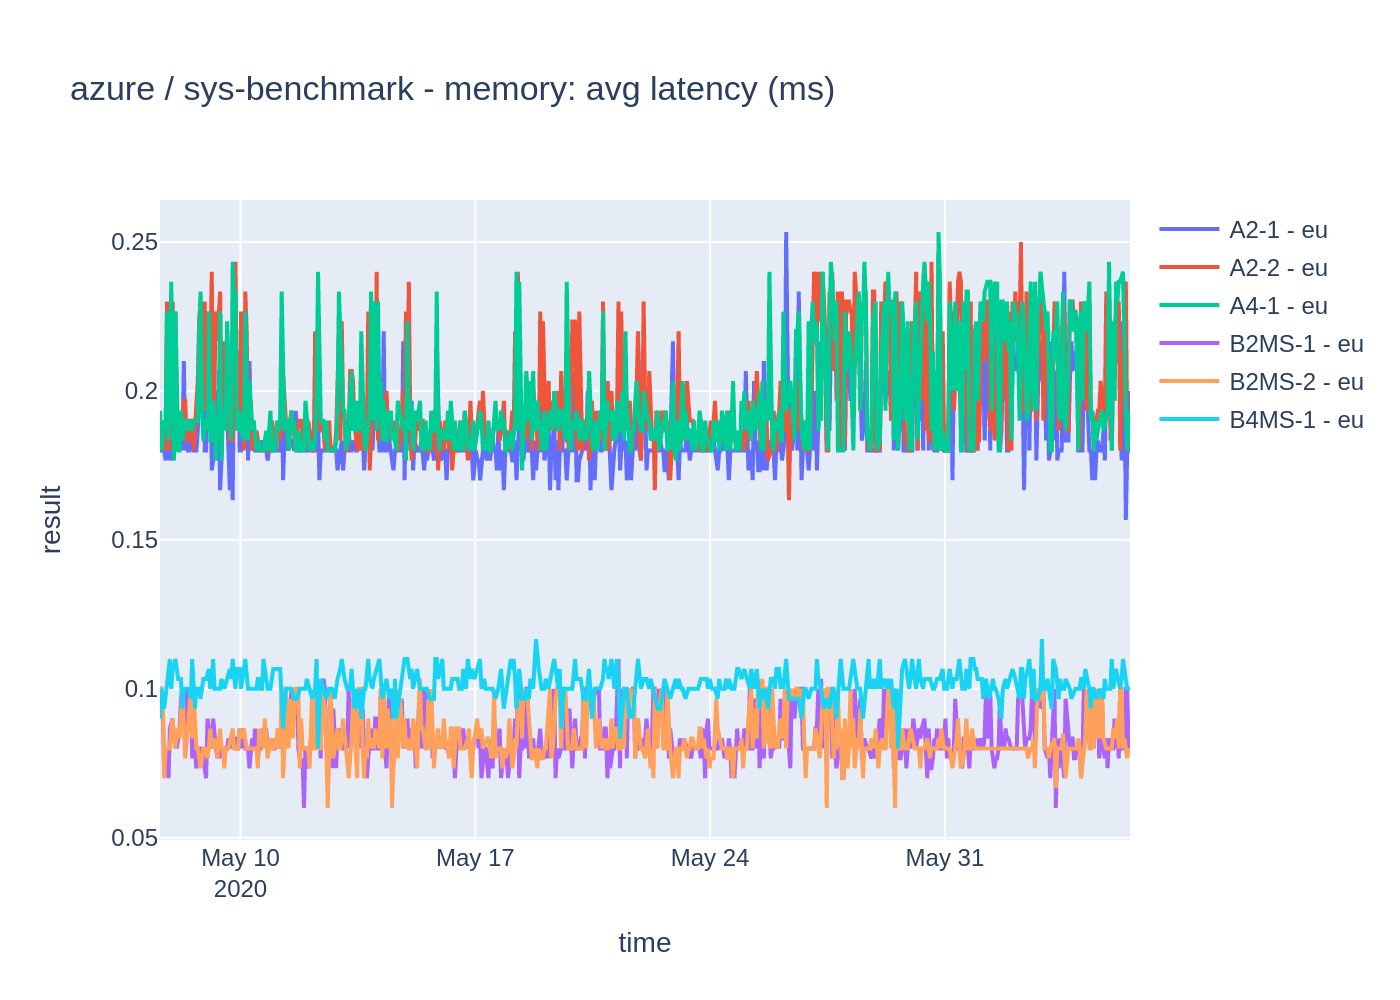 azure / sys-benchmark - memory: avg latency (ms)
A2-1 - eu
A2-2 - eu
A4-1 - eu
B2MS-1 - eu
B2MS-2 - eu
B4MS-1 - eu
0.25
0.2
0.15
0.1
0.05
result
May 10
2020
May 17
May 24
May 31
time